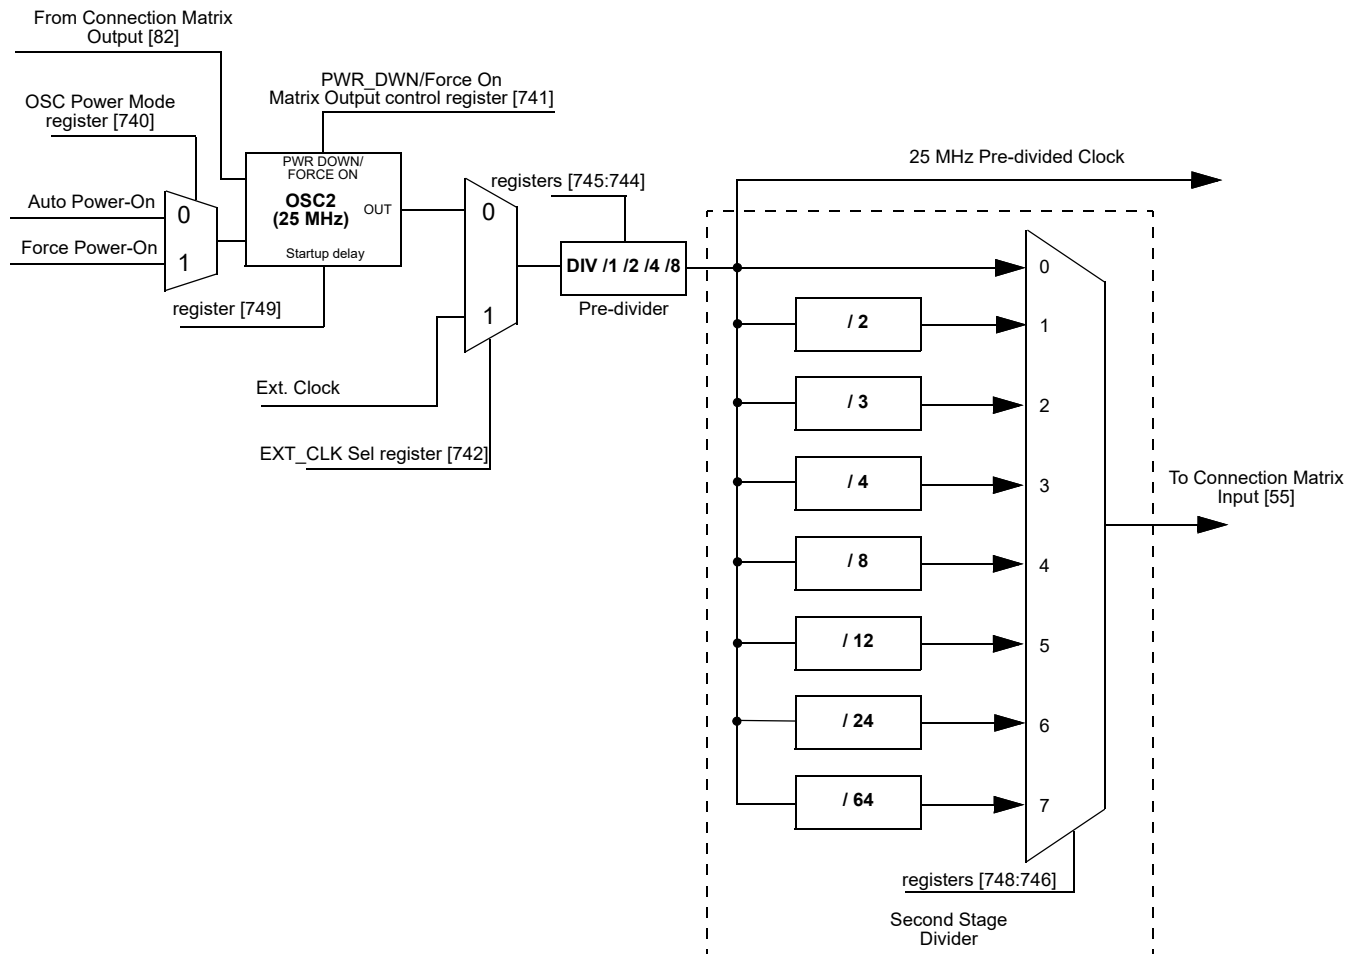 From Connection Matrix
Output [82]
PWR_DWN/Force On
Matrix Output control register [741]
OSC Power Mode
register [740]
Auto Power-On
Force Power-On
0
1
PWR DOWN/
FORCE ON
OSC2
(25 MHz)
OUT
Startup delay
register [749]
0
1
Ext. Clock
EXT_CLK Sel register [742]
registers [745:744]
DIV /1 /2 /4 /8
Pre-divider
25 MHz Pre-divided Clock
0
/ 2
1
/ 3
2
/ 4
3
/ 8
4
/ 12
5
/ 24
6
/ 64
7
To Connection Matrix
Input [55]
registers [748:746]
Second Stage
Divider